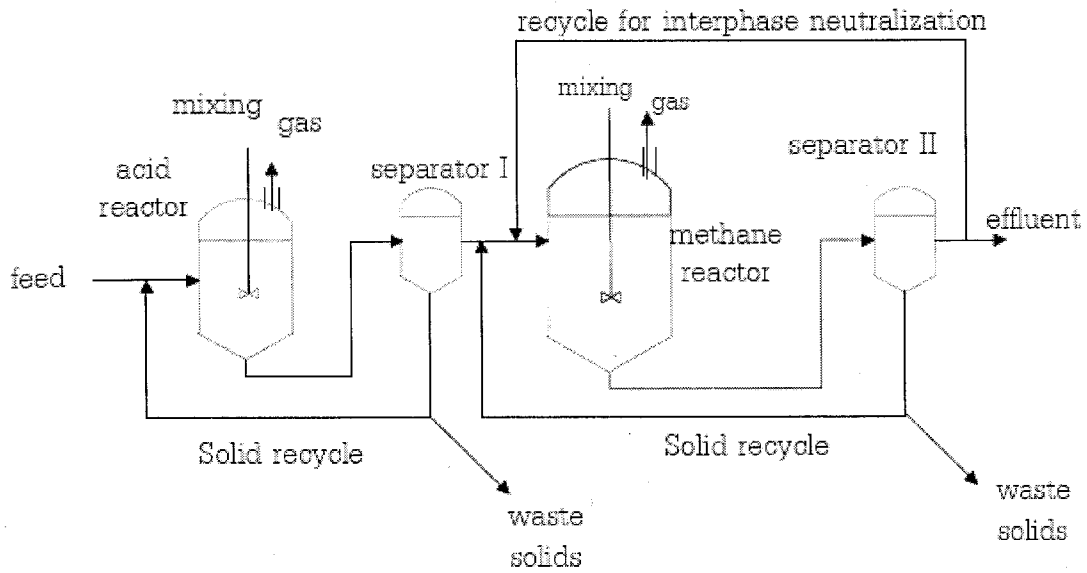 recycle for interphase neutralization
mixing
gas
acid
reactor
separator I
mixing
gas
separator II
feed
methane
reactor
effluent
Solid recycle
Solid recycle
waste
solids
waste
solids